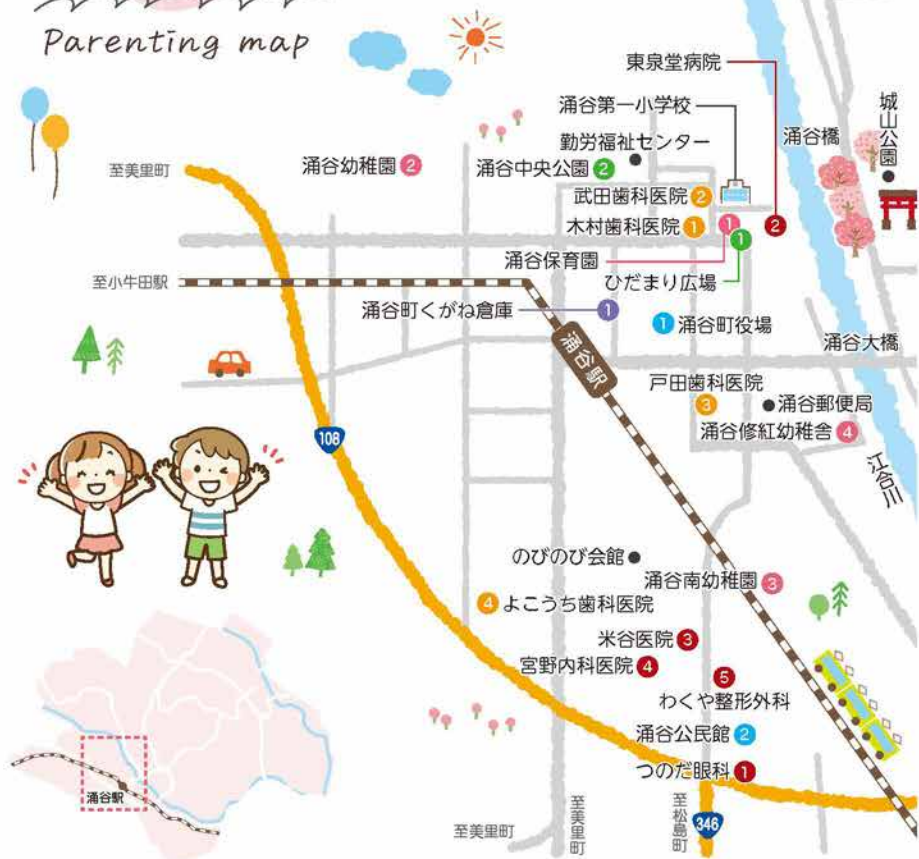 Parenting map
東泉堂病院
涌谷第一小学校
勤労福祉センター
涌谷橋
城山公園
至美里町
涌谷幼稚園 2
涌谷中央公園 2
武田歯科医院 2
木村歯科医院 1
1
1
2
涌谷保育園
ひだまり広場
至小牛田駅
涌谷町くがね倉庫
1
1 涌谷町役場
涌谷大橋
涌谷駅
戸田歯科医院
3
涌谷郵便局
涌谷修紅幼稚舎 4
108
江合川
のびのび会館
涌谷南幼稚園 3
4 よこうち歯科医院
米谷医院 3
宮野内科医院 4
5
わくや整形外科
涌谷公民館 2
つのだ眼科 1
涌谷駅
至美里町
至美里町
至松島町
346